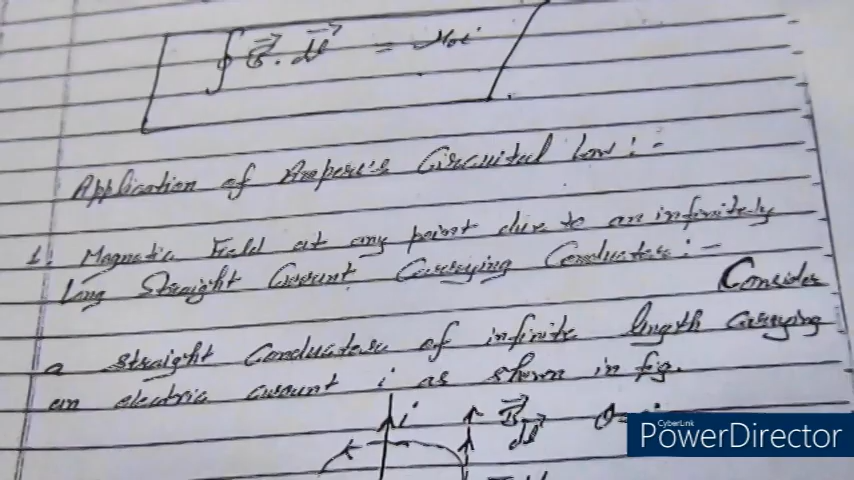 ∮ B⃗. dl⃗ = μ₀i
Application of Ampere's Circuital Law : -
1. Magnetic Field at any point due to an infinitely
long Straight Current Carrying Conductor : -
Consider
a straight Conductor of infinite length carrying
an electric current i as shown in fig.
i B⃗
dl⃗
CyberLink
PowerDirector